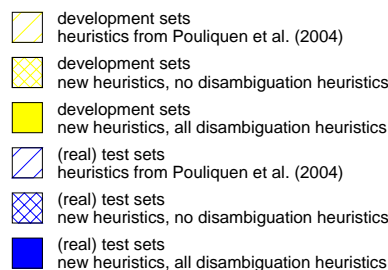 development sets
heuristics from Pouliquen et al. (2004)
development sets
new heuristics, no disambiguation heuristics
development sets
new heuristics, all disambiguation heuristics
(real) test sets
heuristics from Pouliquen et al. (2004)
(real) test sets
new heuristics, no disambiguation heuristics
(real) test sets
new heuristics, all disambiguation heuristics